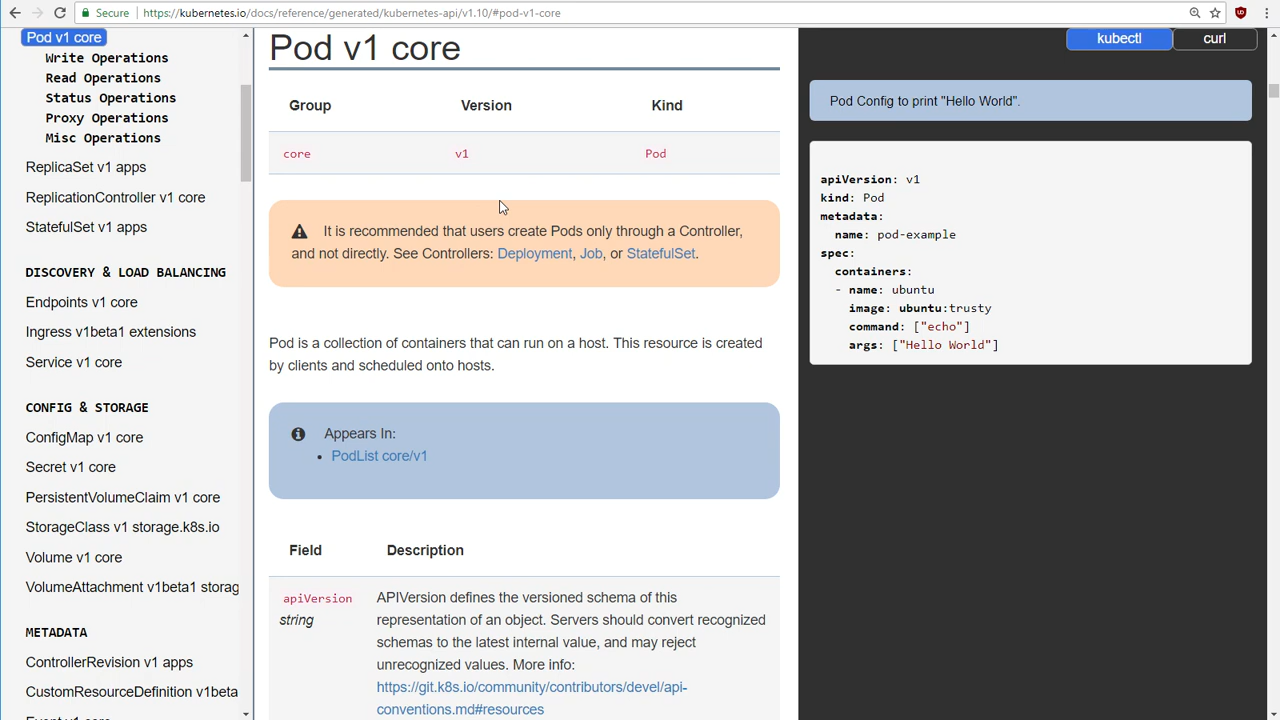 Secure
https://kubernetes.io/docs/reference/generated/kubernetes-api/v1.10/#pod-v1-core
Pod v1 core
Write Operations
Read Operations
Status Operations
Proxy Operations
Misc Operations
ReplicaSet v1 apps
ReplicationController v1 core
StatefulSet v1 apps
DISCOVERY & LOAD BALANCING
Endpoints v1 core
Ingress v1beta1 extensions
Service v1 core
CONFIG & STORAGE
ConfigMap v1 core
Secret v1 core
PersistentVolumeClaim v1 core
StorageClass v1 storage.k8s.io
Volume v1 core
VolumeAttachment v1beta1 storag
METADATA
ControllerRevision v1 apps
CustomResourceDefinition v1beta
Event v1 core
Pod v1 core
Group Version Kind
core v1 Pod
It is recommended that users create Pods only through a Controller,
and not directly. See Controllers: Deployment, Job, or StatefulSet.
Pod is a collection of containers that can run on a host. This resource is created
by clients and scheduled onto hosts.
Appears In:
• PodList core/v1
Field Description
apiVersion
string
APIVersion defines the versioned schema of this
representation of an object. Servers should convert recognized
schemas to the latest internal value, and may reject
unrecognized values. More info:
https://git.k8s.io/community/contributors/devel/api-
conventions.md#resources
kubectl
curl
Pod Config to print "Hello World".
apiVersion: v1
kind: Pod
metadata:
  name: pod-example
spec:
  containers:
  - name: ubuntu
    image: ubuntu:trusty
    command: ["echo"]
    args: ["Hello World"]